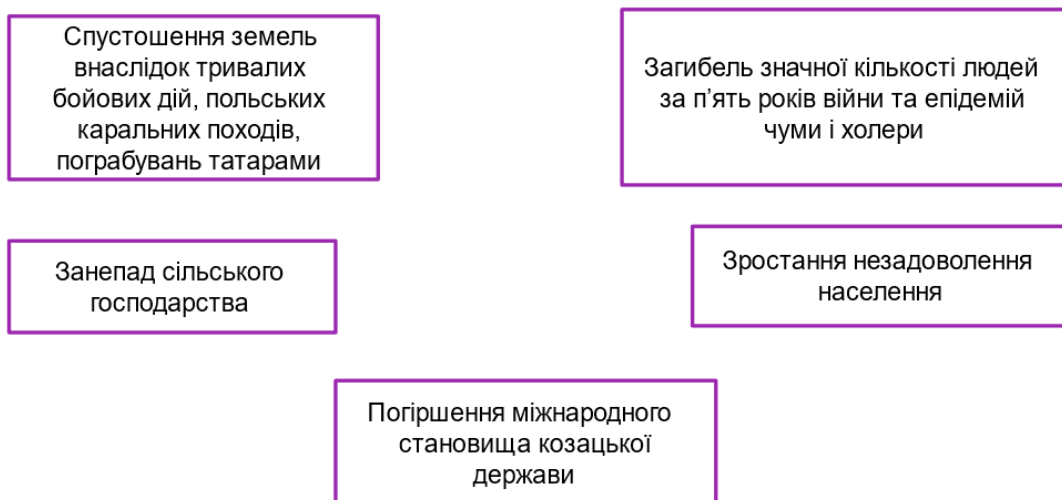 Спустошення земель
внаслідок тривалих
бойових дій, польських
каральних походів,
пограбувань татарами
Загибель значної кількості людей
за п’ять років війни та епідемій
чуми і холери
Занепад сільського
господарства
Зростання незадоволення
населення
Погіршення міжнародного
становища козацької
держави